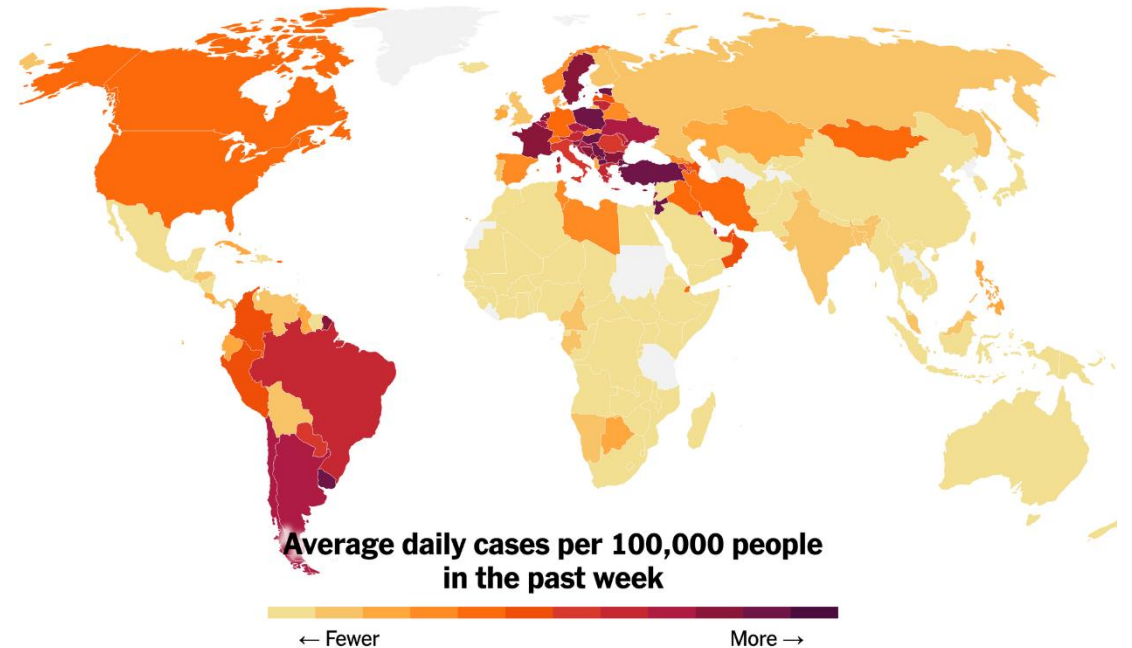 Average daily cases per 100,000 people
in the past week
← Fewer
More →